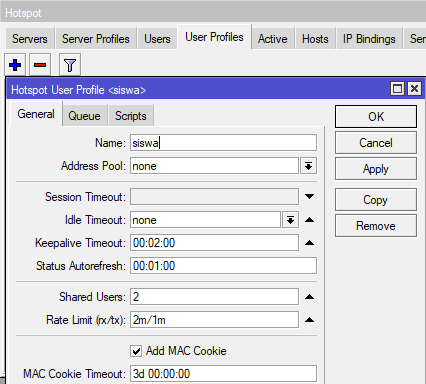 Hotspot
Servers Server Profiles Users User Profiles Active Hosts IP Bindings Ser
Hotspot User Profile <siswa>
General Queue Scripts
OK
Name: siswa
Cancel
Address Pool: none
Apply
Session Timeout:
Copy
Idle Timeout: none
Remove
Keepalive Timeout: 00:02:00
Status Autorefresh: 00:01:00
Shared Users: 2
Rate Limit (rx/tx): 2m/1m
Add MAC Cookie
MAC Cookie Timeout: 3d 00:00:00